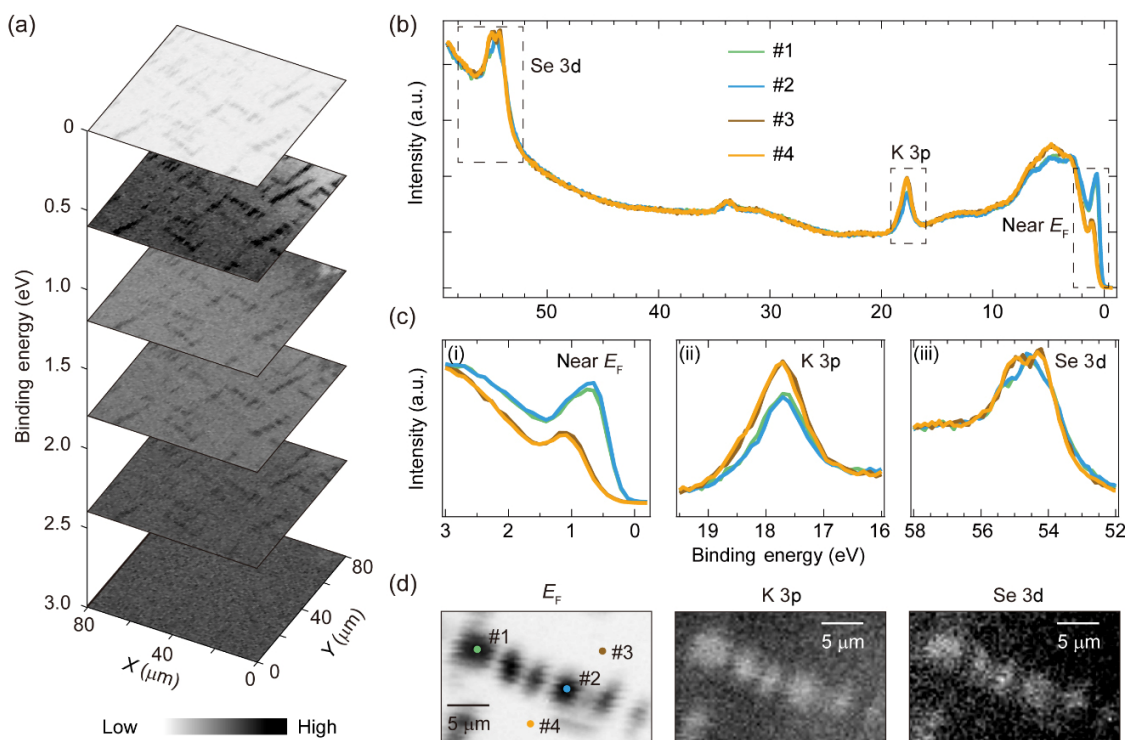 (a)
0
0.5
1.0
1.5
2.0
2.5
3.0
Binding energy (eV)
80
40
0
X (μm)
0
40
80
Y (μm)
Low
High
(b)
Intensity (a.u.)
Se 3d
#1
#2
#3
#4
K 3p
Near EF
50
40
30
20
10
0
(c)
Intensity (a.u.)
(i)
Near EF
3
2
1
0
(ii)
K 3p
19
18
17
16
(iii)
Se 3d
58
56
54
52
Binding energy (eV)
(d)
EF
#1
#2
#3
#4
5 μm
K 3p
5 μm
Se 3d
5 μm